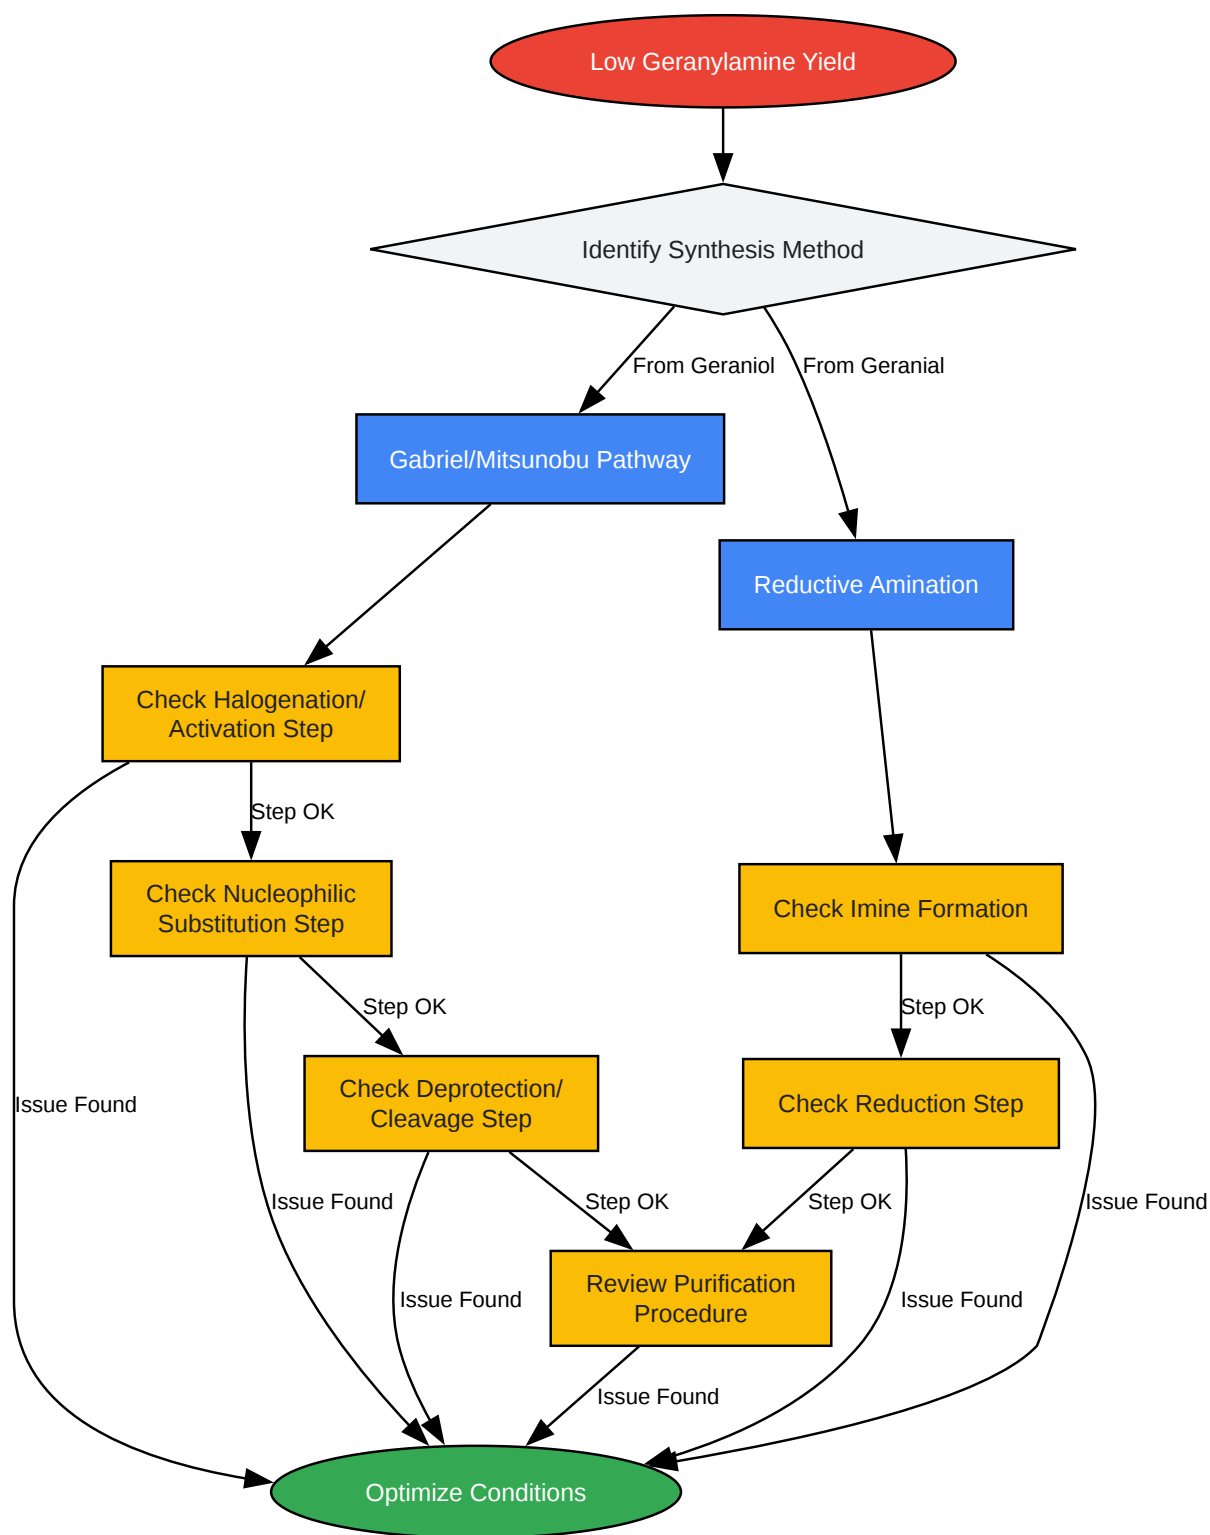 Low Geranylamine Yield
Identify Synthesis Method
From Geraniol
From Geranial
Gabriel/Mitsunobu Pathway
Reductive Amination
Check Halogenation/
Activation Step
Step OK
Check Nucleophilic
Substitution Step
Check Imine Formation
Step OK
Step OK
Check Deprotection/
Cleavage Step
Check Reduction Step
Issue Found
Issue Found
Step OK
Step OK
Issue Found
Review Purification
Procedure
Issue Found
Issue Found
Issue Found
Optimize Conditions